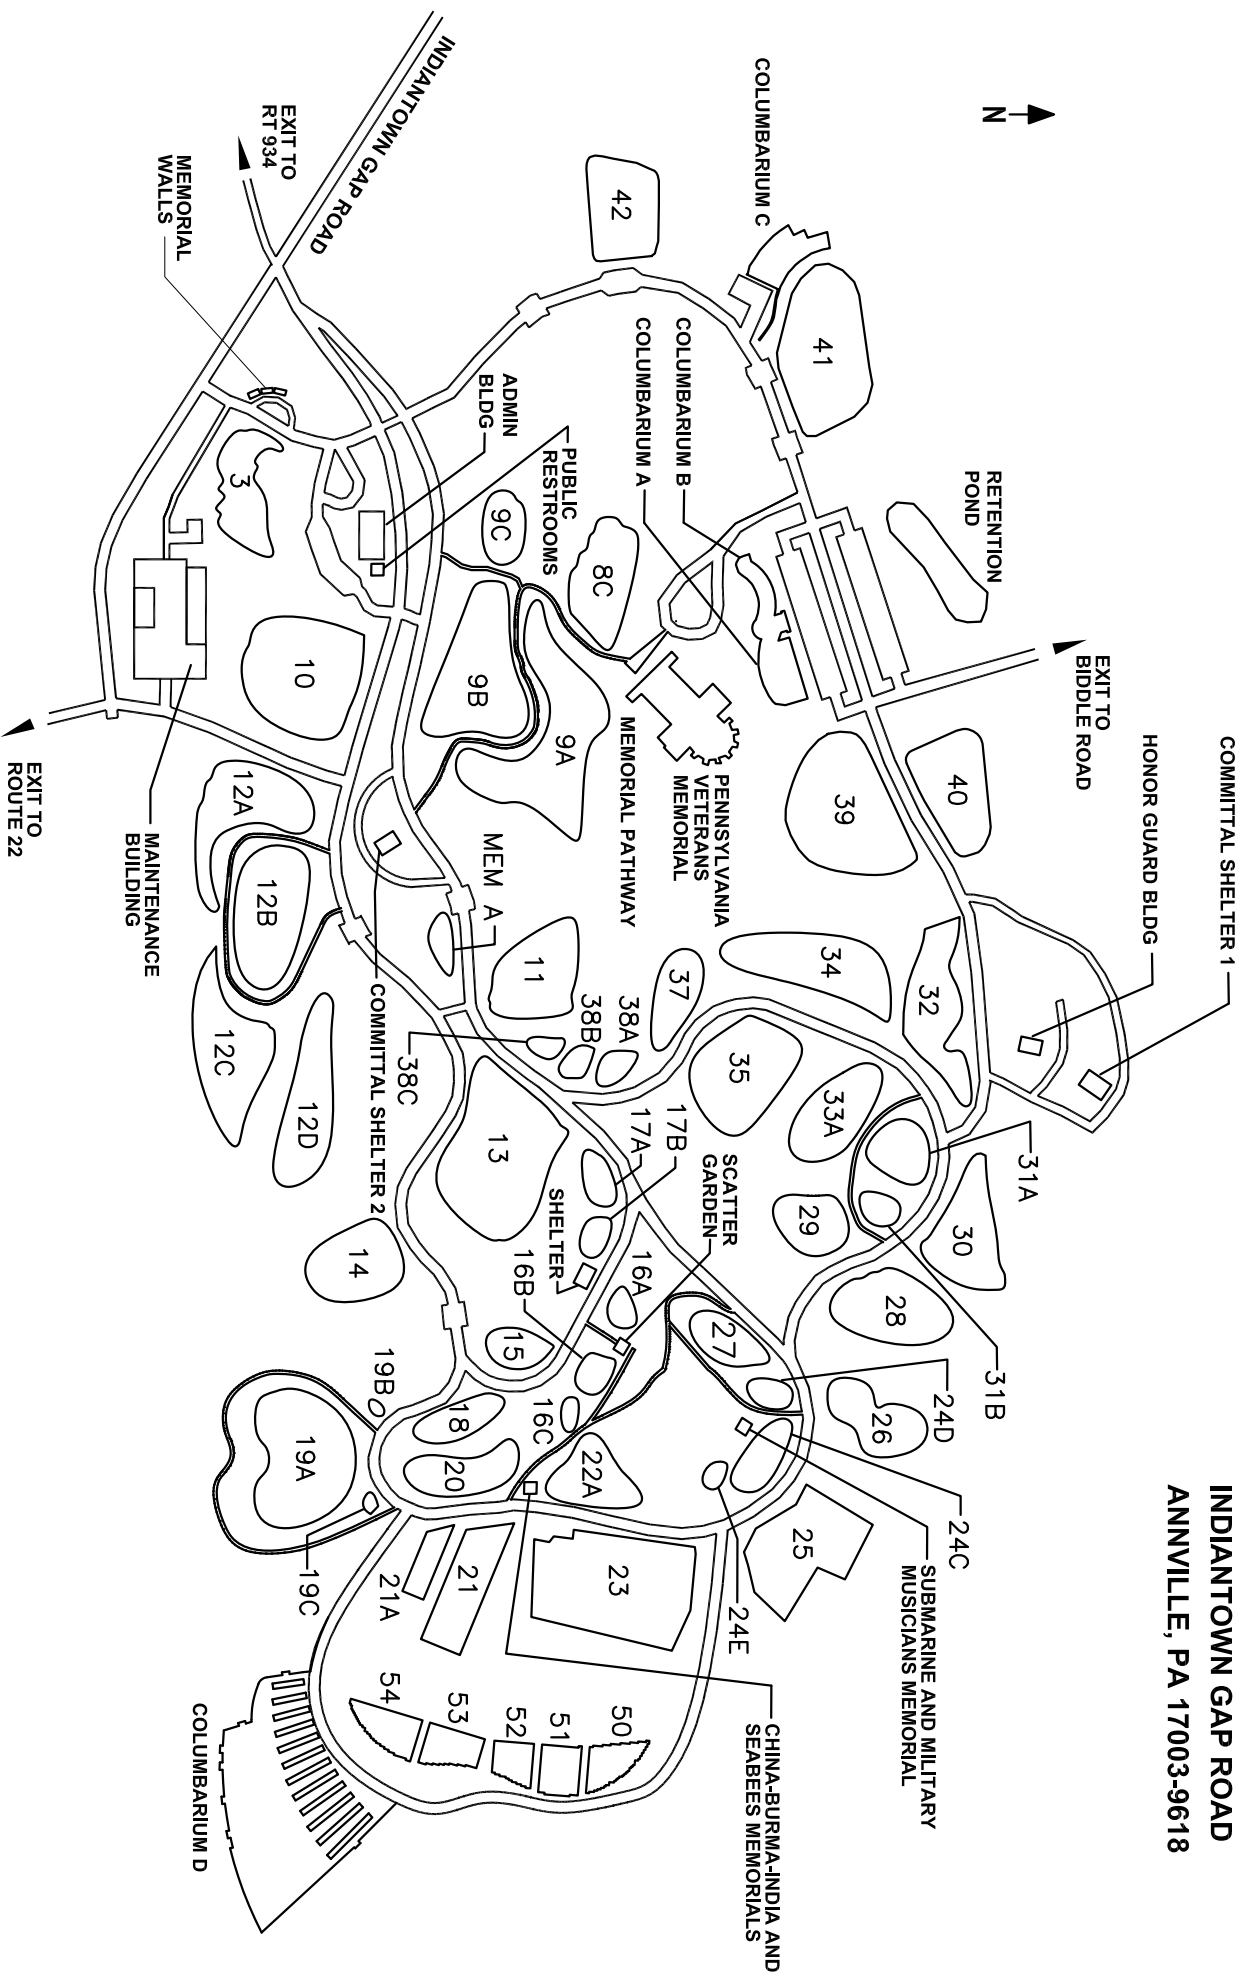 INDIANTOWN GAP ROAD
ANNVILLE, PA 17003-9618
COMMITTAL SHELTER 1
HONOR GUARD BLDG
EXIT TO
BIDDLE ROAD
RETENTION
POND
N
COLUMBARIUM C
COLUMBARIUM B
COLUMBARIUM A
42
41
40
39
32
34
37
35
33A
31A
30
29
31B
28
26
24D
24C
SUBMARINE AND MILITARY
MUSICIANS MEMORIAL
25
24E
27
CHINA-BURMA-INDIA AND
SEABEES MEMORIALS
PENNSYLVANIA
VETERANS
MEMORIAL
MEMORIAL PATHWAY
SCATTER
GARDEN
17B
17A
16A
SHELTER
16B
16C
22A
23
50
51
52
53
54
21
21A
PUBLIC
RESTROOMS
ADMIN
BLDG
8C
9C
9A
9B
MEM A
11
38A
38B
38C
13
15
18
20
INDIANTOWN GAP ROAD
EXIT TO
RT 934
MEMORIAL
WALLS
3
10
COMMITTAL SHELTER 2
14
19B
19A
19C
12A
12B
12C
12D
MAINTENANCE
BUILDING
EXIT TO
ROUTE 22
COLUMBARIUM D